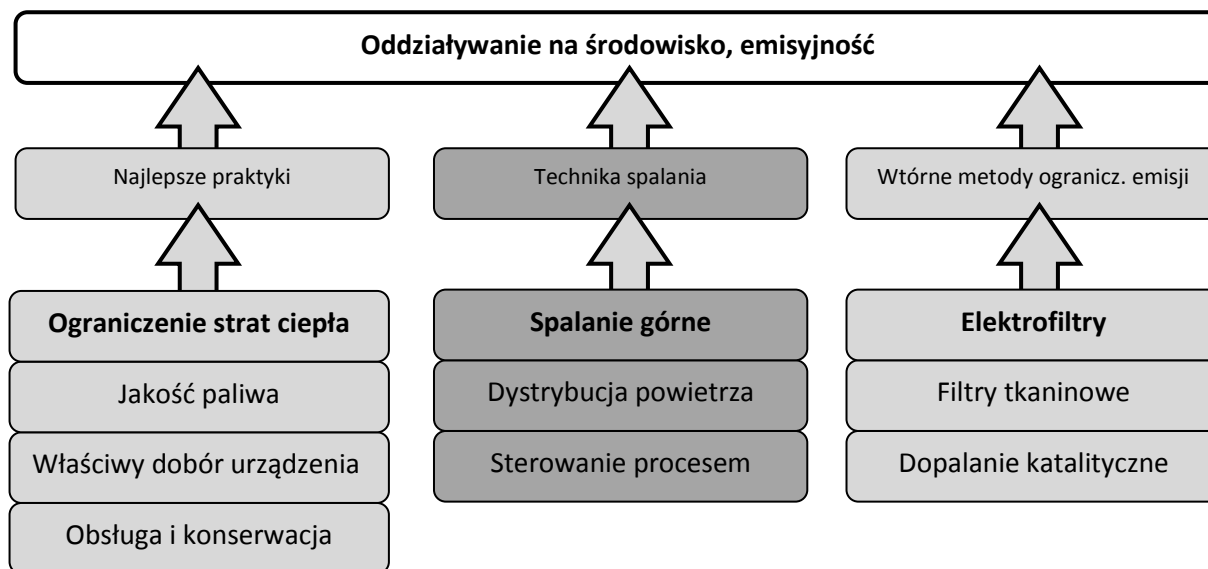 Oddziaływanie na środowisko, emisyjność
Najlepsze praktyki
Technika spalania
Wtórne metody ogranicz. emisji
Ograniczenie strat ciepła
Jakość paliwa
Właściwy dobór urządzenia
Obsługa i konserwacja
Spalanie górne
Dystrybucja powietrza
Sterowanie procesem
Elektrofiltry
Filtry tkaninowe
Dopalanie katalityczne